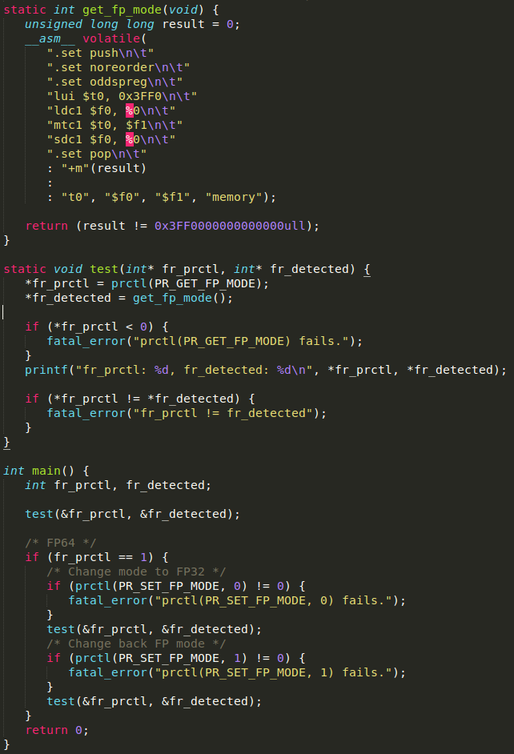 static int get_fp_mode(void) {
   unsigned long long result = 0;
   __asm__ volatile(
      ".set push\n\t"
      ".set noreorder\n\t"
      ".set oddspreg\n\t"
      "lui $t0, 0x3FF0\n\t"
      "ldc1 $f0, %0\n\t"
      "mtc1 $t0, $f1\n\t"
      "sdc1 $f0, %0\n\t"
      ".set pop\n\t"
      : "+m"(result)
      :
      : "t0", "$f0", "$f1", "memory");

   return (result != 0x3FF0000000000000ull);
}

static void test(int* fr_prctl, int* fr_detected) {
   *fr_prctl = prctl(PR_GET_FP_MODE);
   *fr_detected = get_fp_mode();

   if (*fr_prctl < 0) {
      fatal_error("prctl(PR_GET_FP_MODE) fails.");
   }
   printf("fr_prctl: %d, fr_detected: %d\n", *fr_prctl, *fr_detected);

   if (*fr_prctl != *fr_detected) {
      fatal_error("fr_prctl != fr_detected");
   }
}

int main() {
   int fr_prctl, fr_detected;

   test(&fr_prctl, &fr_detected);

   /* FP64 */
   if (fr_prctl == 1) {
      /* Change mode to FP32 */
      if (prctl(PR_SET_FP_MODE, 0) != 0) {
         fatal_error("prctl(PR_SET_FP_MODE, 0) fails.");
      }
      test(&fr_prctl, &fr_detected);
      /* Change back FP mode */
      if (prctl(PR_SET_FP_MODE, 1) != 0) {
         fatal_error("prctl(PR_SET_FP_MODE, 1) fails.");
      }
      test(&fr_prctl, &fr_detected);
   }
   return 0;
}